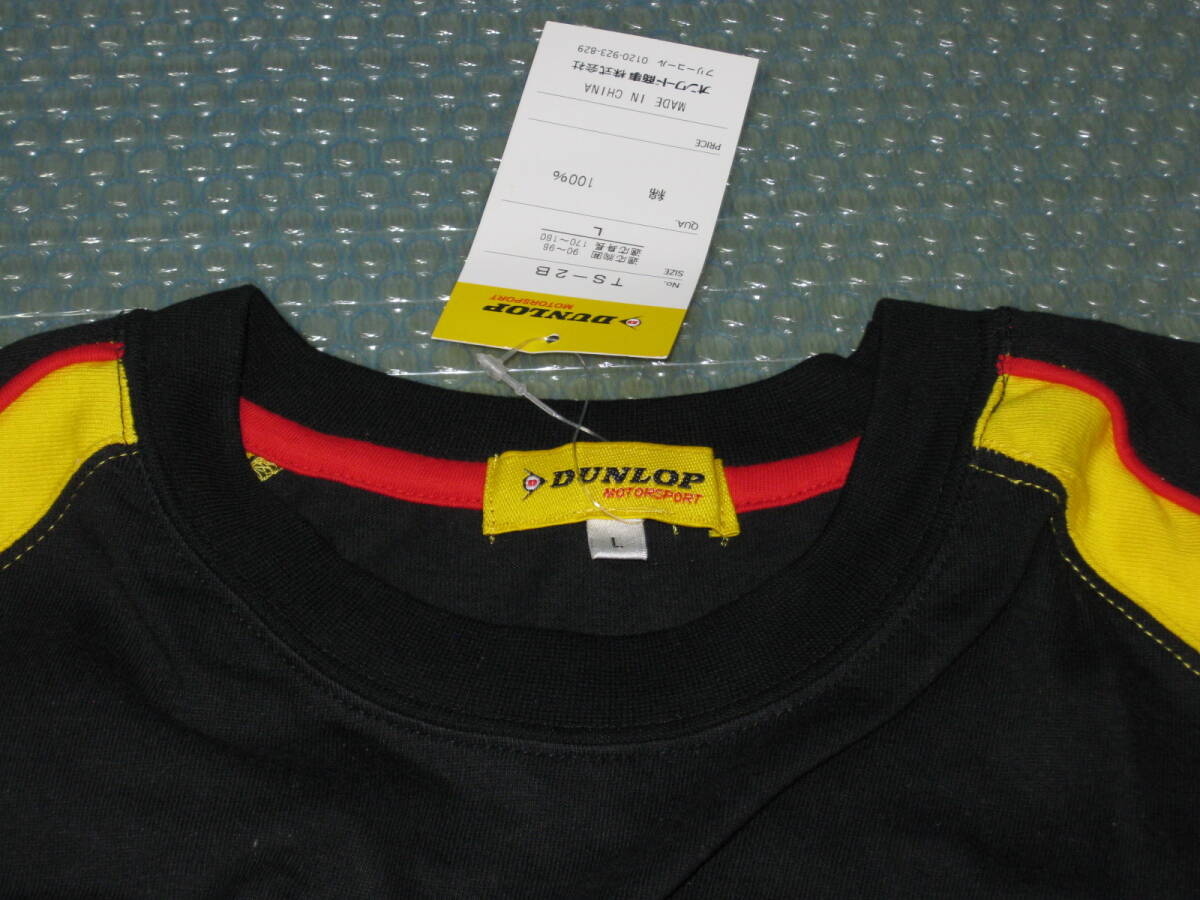 DUNLOP
MOTORSPORT
No. TS-2B
SIZE 適応胸囲 90~98
適応身長 170~180
L
QUA. 綿 100%
PRICE
MADE IN CHINA
オンワード商事株式会社
フリーコール 0120-923-829
D DUNLOP
MOTORSPORT
L